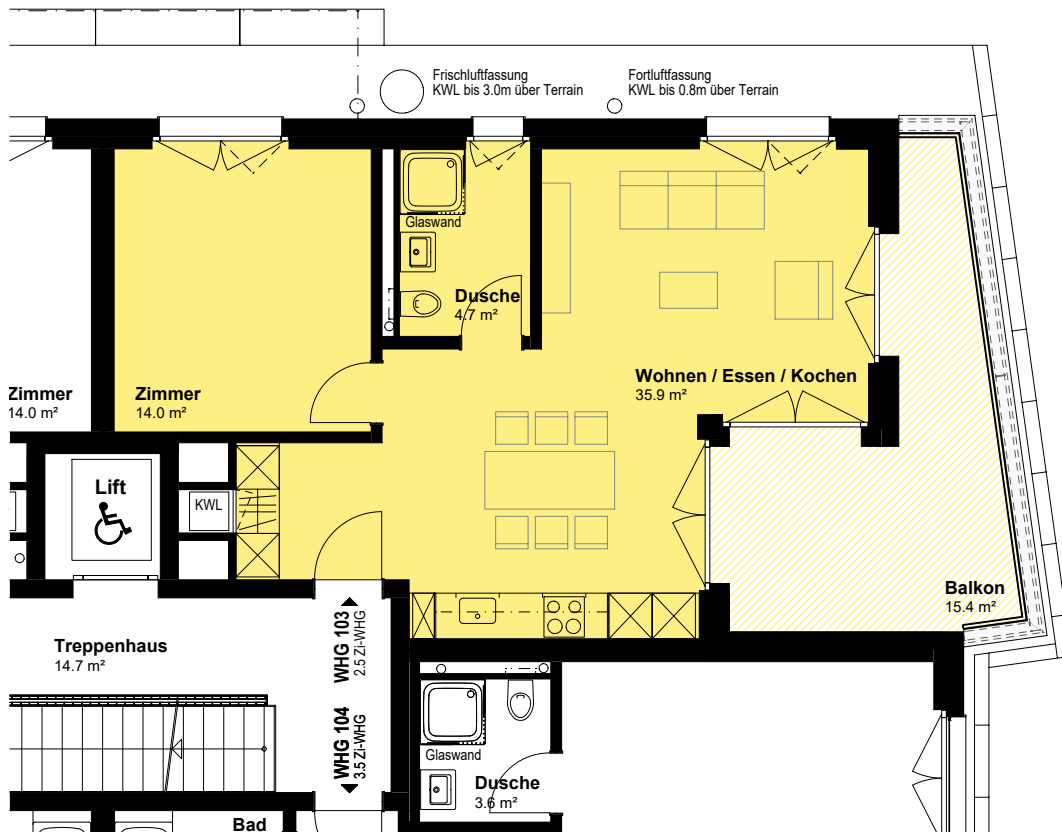 Frischluftfassung
KWL bis 3.0m über Terrain
Fortluftfassung
KWL bis 0.8m über Terrain
Glaswand
Dusche
4.7 m²
Zimmer
14.0 m²
Zimmer
14.0 m²
Wohnen / Essen / Kochen
35.9 m²
Lift
KWL
Balkon
15.4 m²
Treppenhaus
14.7 m²
WHG 103
2.5 Zi-WHG
WHG 104
3.5 Zi-WHG
Glaswand
Dusche
3.6 m²
Bad